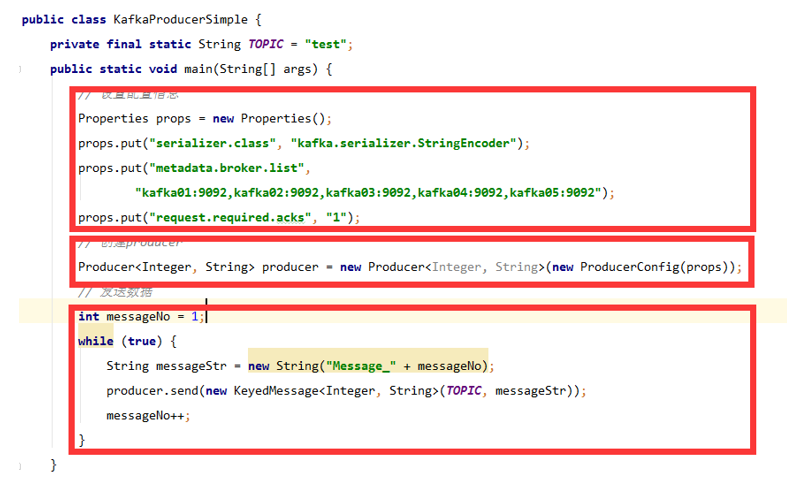 public class KafkaProducerSimple {
private final static String TOPIC = "test";
public static void main(String[] args) {
// 设置配置信息
Properties props = new Properties();
props.put("serializer.class", "kafka.serializer.StringEncoder");
props.put("metadata.broker.list",
"kafka01:9092,kafka02:9092,kafka03:9092,kafka04:9092,kafka05:9092");
props.put("request.required.acks", "1");
// 创建producer
Producer<Integer, String> producer = new Producer<Integer, String>(new ProducerConfig(props));
// 发送数据
int messageNo = 1;
while (true) {
String messageStr = new String("Message_" + messageNo);
producer.send(new KeyedMessage<Integer, String>(TOPIC, messageStr));
messageNo++;
}
}